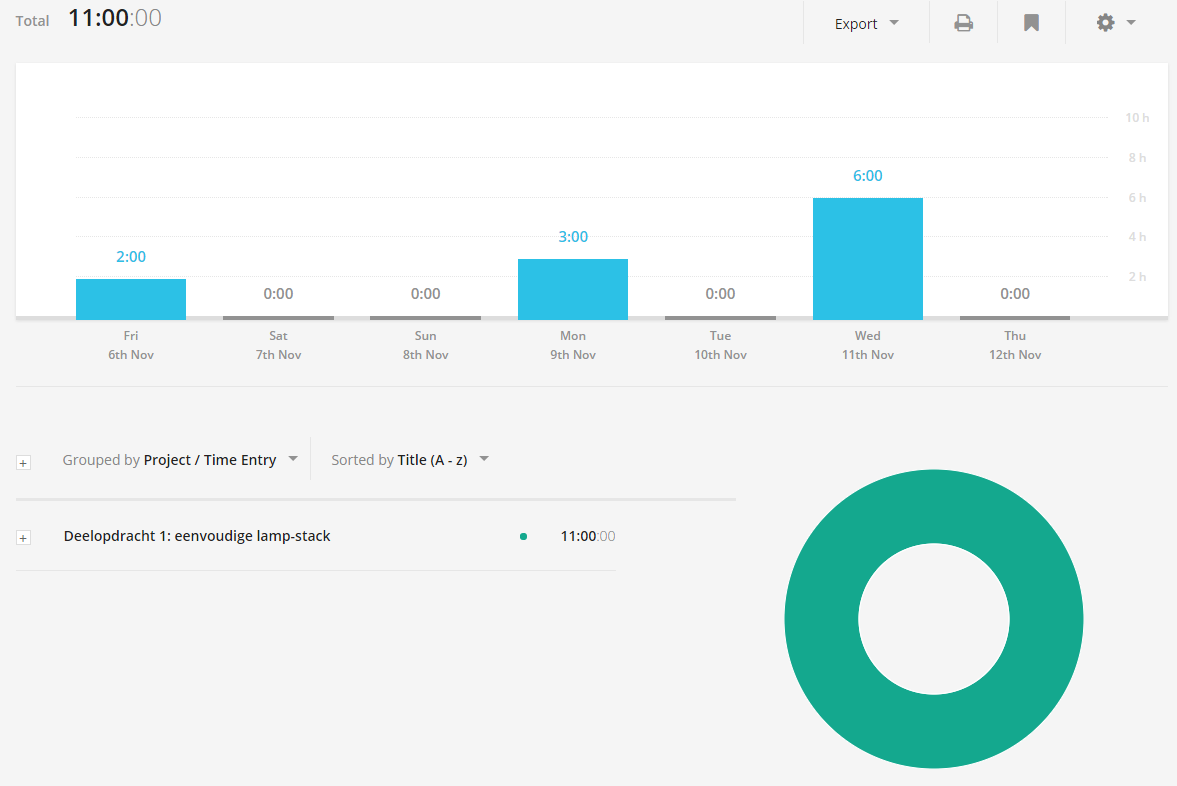 Total 11:00:00 Export
10 h
8 h
6:00
6 h
3:00 4 h
2:00
2 h
0:00 0:00 0:00 0:00
Fri Sat Sun Mon Tue Wed Thu
6th Nov 7th Nov 8th Nov 9th Nov 10th Nov 11th Nov 12th Nov
+ Grouped by Project / Time Entry Sorted by Title (A - z)
+ Deelopdracht 1: eenvoudige lamp-stack 11:00:00